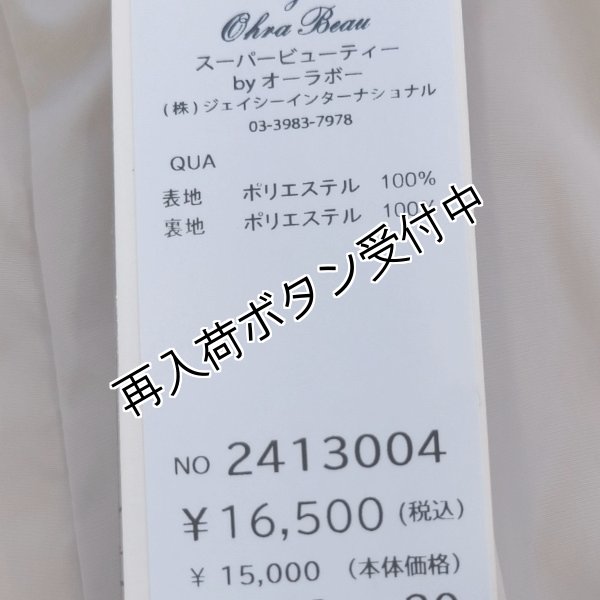 Ohra Beau
スーパービューティー
by オーラボー
(株)ジェイシーインターナショナル
03-3983-7978
QUA
表地 ポリエステル 100%
裏地 ポリエステル 100%
再入荷ボタン受付中
NO 2413004
¥16,500 (税込)
¥ 15,000 (本体価格)